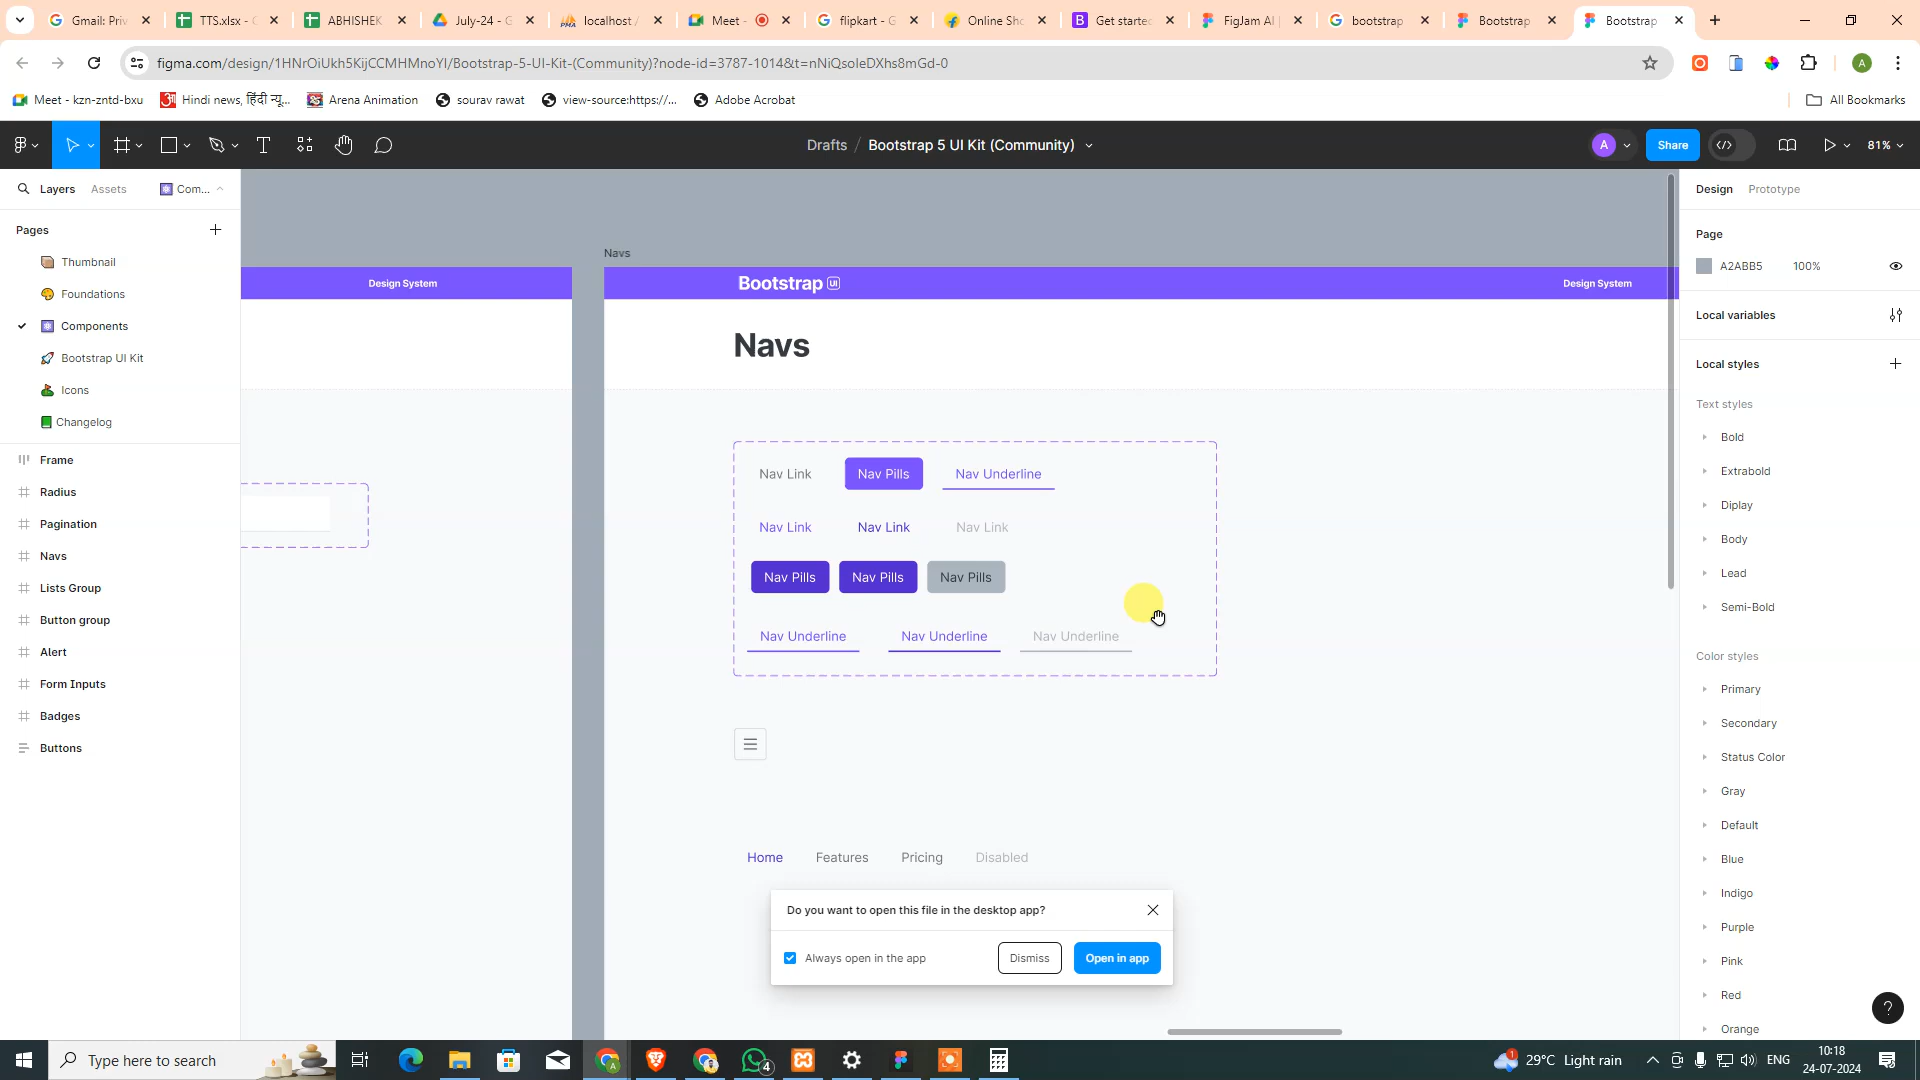 Gmail: Priv
TTS.xlsx - G
ABHISHEK
July-24 - G
localhost /
Meet -
flipkart - G
Online Sho
Get starte
FigJam AI
bootstrap
Bootstrap
Bootstrap
figma.com/design/1HNrOiUkh5KijCCMHMnoYI/Bootstrap-5-UI-Kit-(Community)?node-id=3787-1014&t=nNiQsoleDXhs8mGd-0
A
Meet - kzn-zntd-bxu
Hindi news, हिंदी न्यू...
Arena Animation
sourav rawat
view-source:https://...
Adobe Acrobat
All Bookmarks
Drafts / Bootstrap 5 UI Kit (Community)
A
Share
81%
Layers
Assets
Com...
Design
Prototype
Pages
Thumbnail
Foundations
Components
Bootstrap UI Kit
Icons
Changelog
Frame
Radius
Pagination
Navs
Lists Group
Button group
Alert
Form Inputs
Badges
Buttons
Design System
Navs
Bootstrap UI
Design System
Navs
Nav Link
Nav Pills
Nav Underline
Nav Link
Nav Link
Nav Link
Nav Pills
Nav Pills
Nav Pills
Nav Underline
Nav Underline
Nav Underline
Home
Features
Pricing
Disabled
Do you want to open this file in the desktop app?
Always open in the app
Dismiss
Open in app
Page
A2ABB5
100%
Local variables
Local styles
Text styles
Bold
Extrabold
Diplay
Body
Lead
Semi-Bold
Color styles
Primary
Secondary
Status Color
Gray
Default
Blue
Indigo
Purple
Pink
Red
Orange
?
Type here to search
A
4
1
29°C Light rain
ENG
10:18
24-07-2024